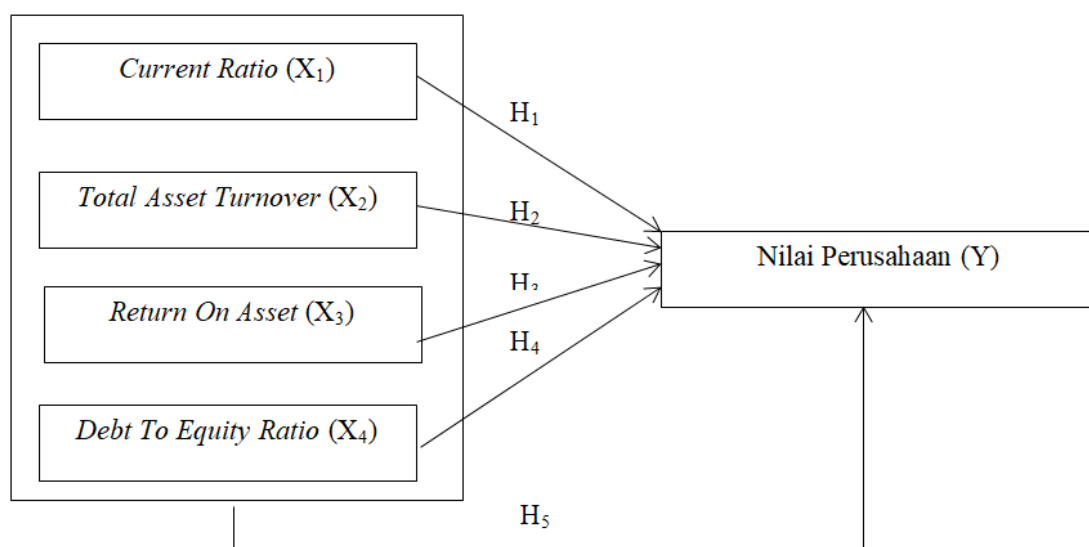 Current Ratio (X₁)
H₁
Total Asset Turnover (X₂)
H₂
Nilai Perusahaan (Y)
Return On Asset (X₃)
H₃
H₄
Debt To Equity Ratio (X₄)
H₅